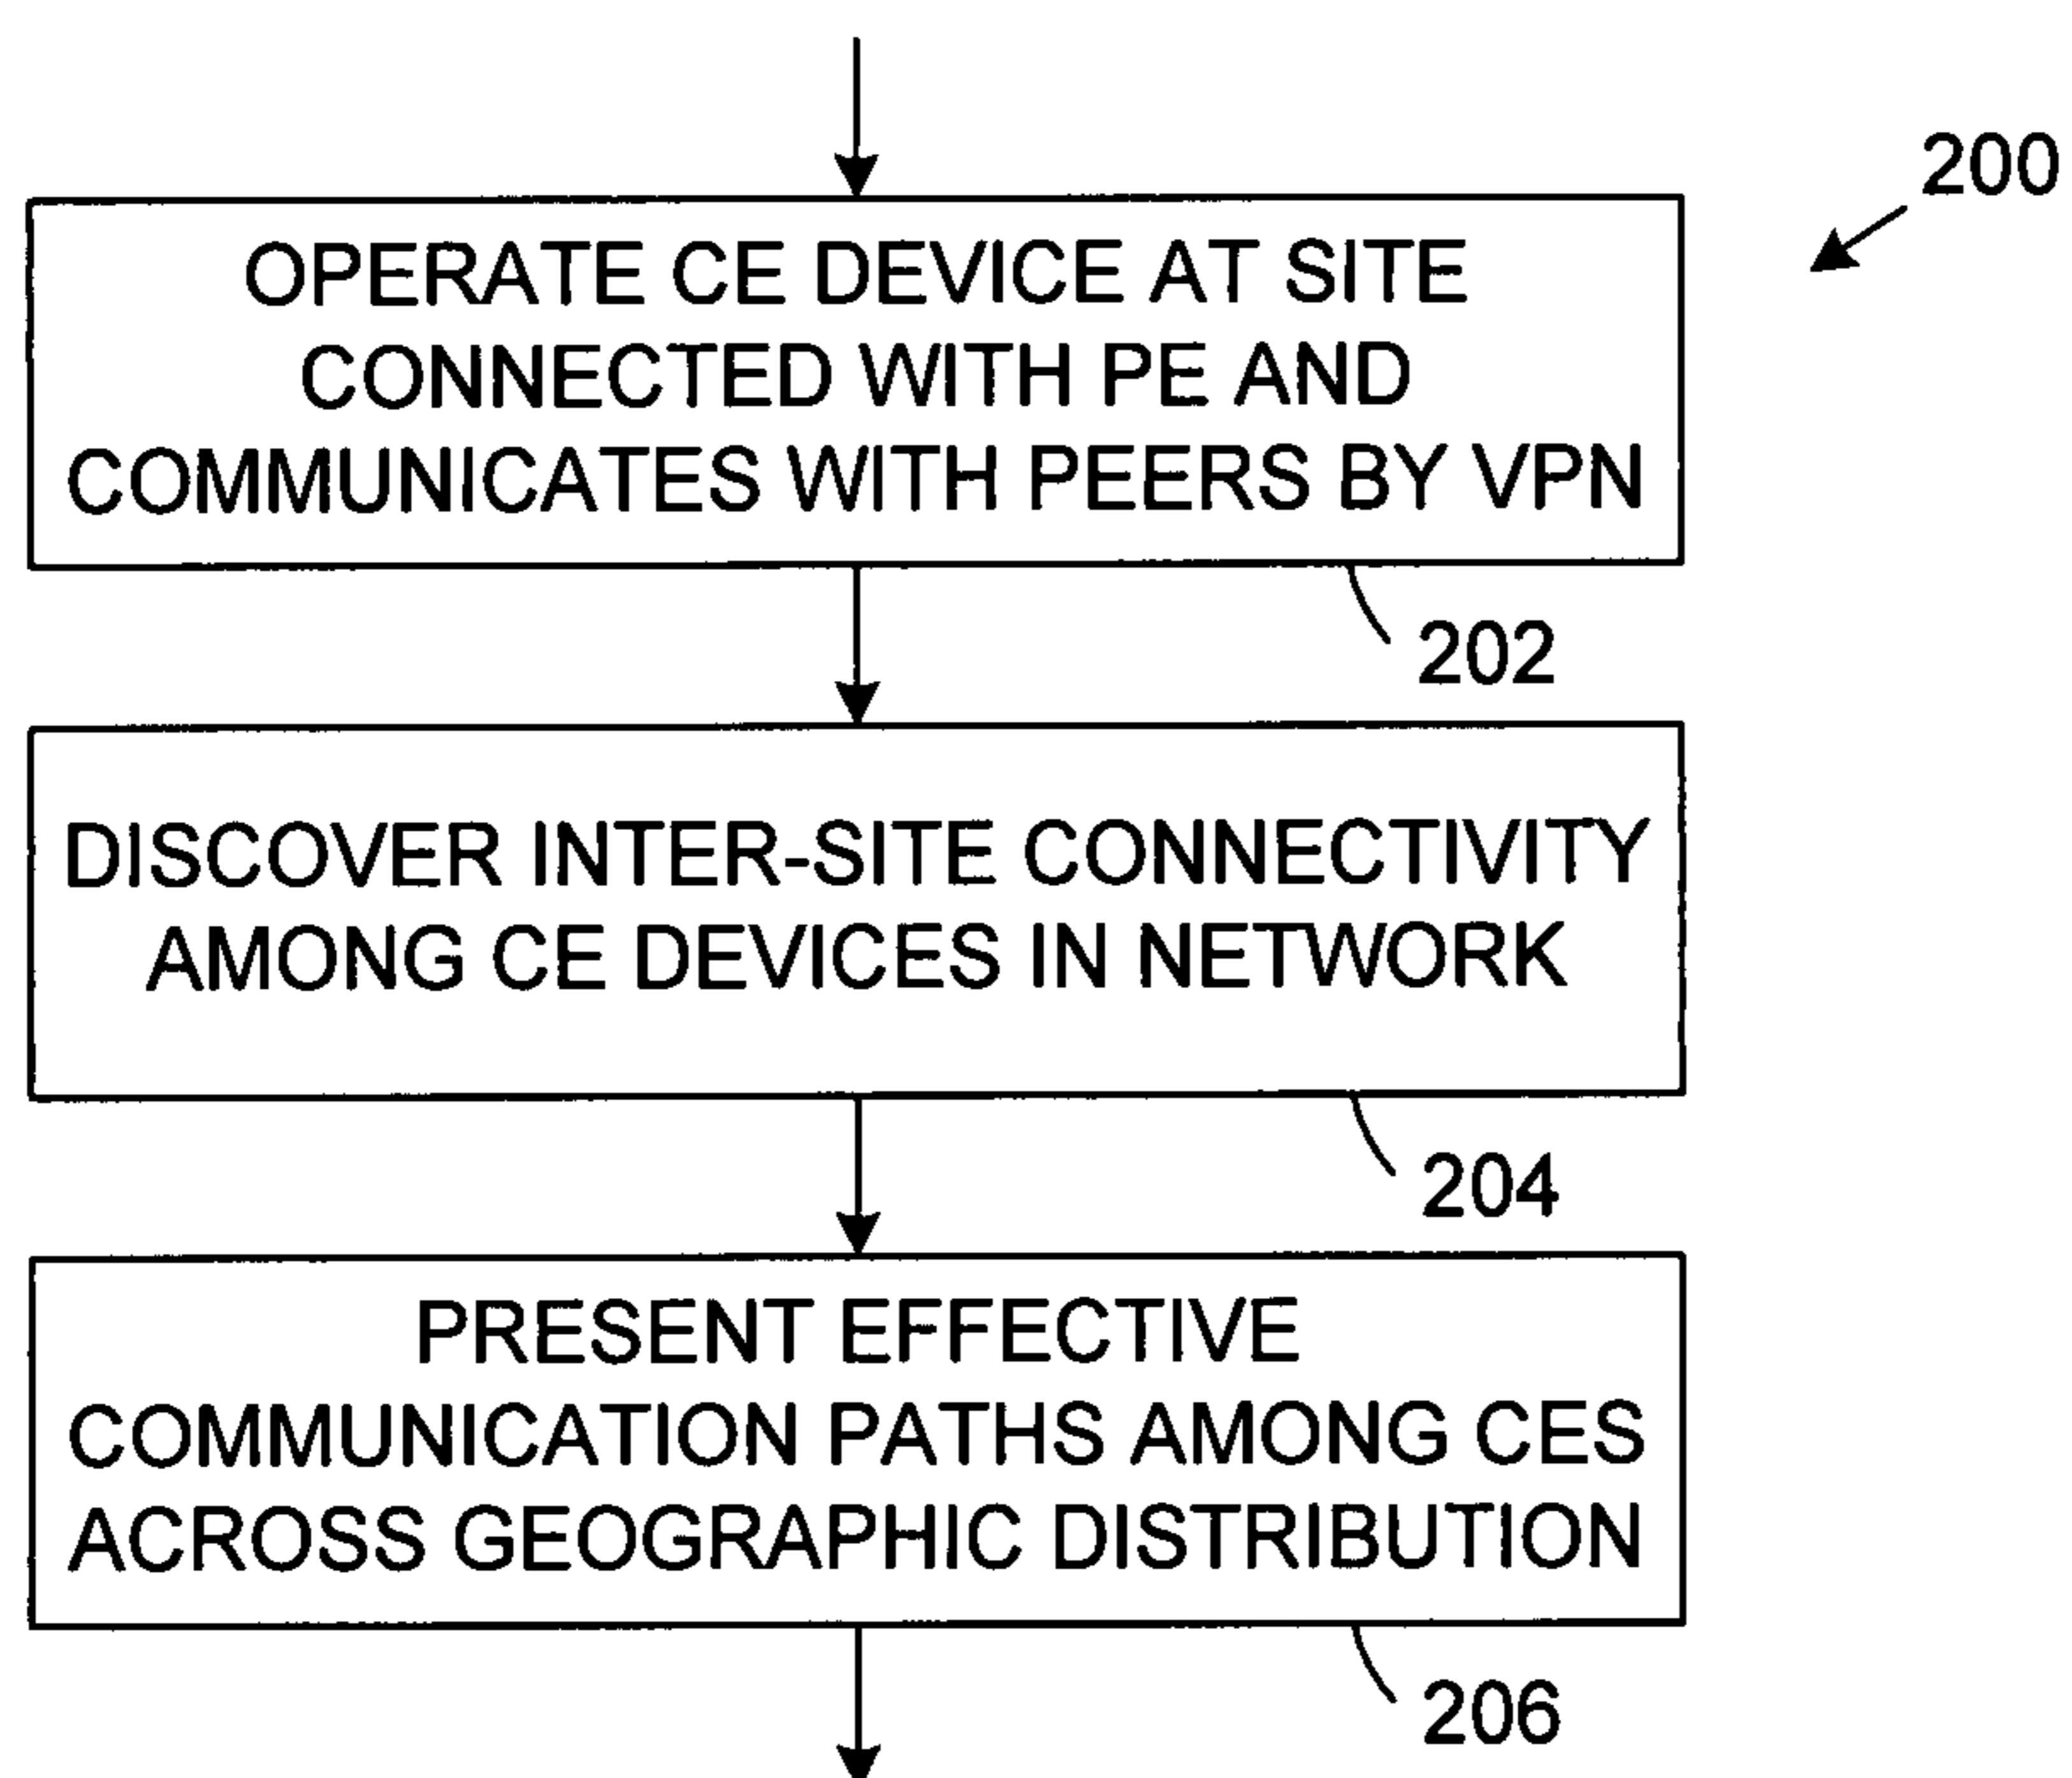 200
OPERATE CE DEVICE AT SITE
CONNECTED WITH PE AND
COMMUNICATES WITH PEERS BY VPN
202
DISCOVER INTER-SITE CONNECTIVITY
AMONG CE DEVICES IN NETWORK
204
PRESENT EFFECTIVE
COMMUNICATION PATHS AMONG CES
ACROSS GEOGRAPHIC DISTRIBUTION
206